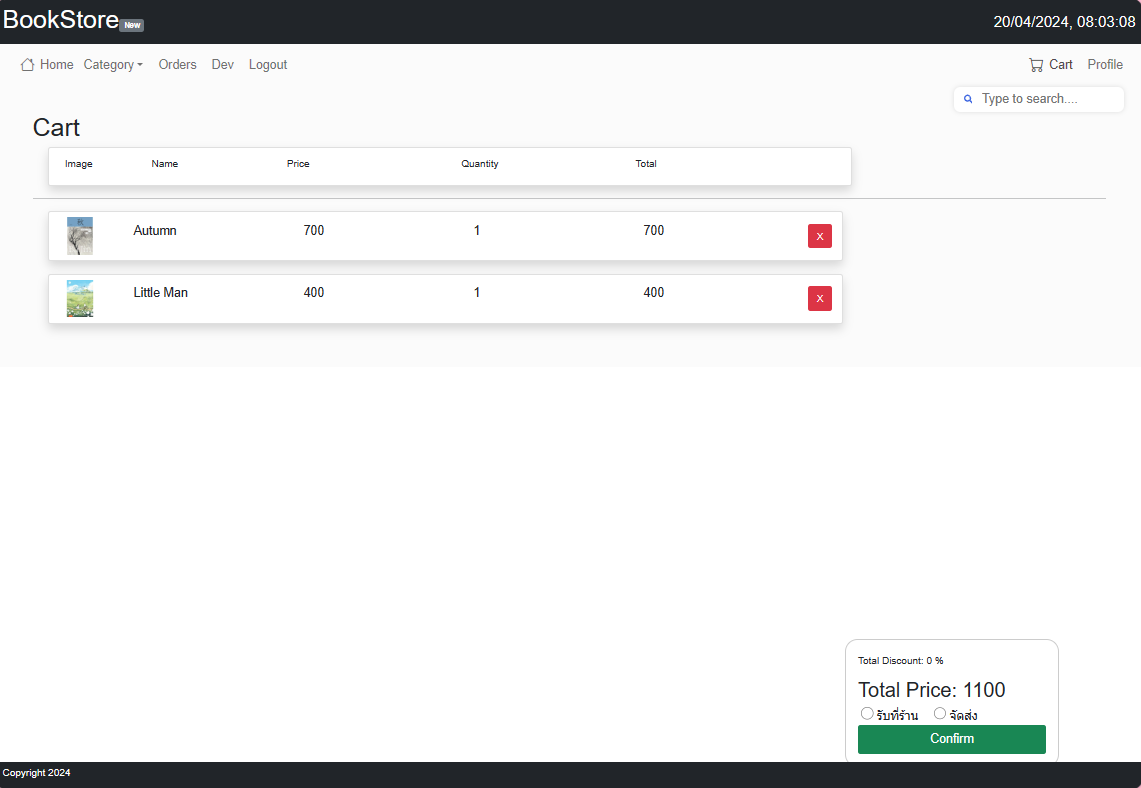 BookStore New
20/04/2024, 08:03:08
Home Category Orders Dev Logout
Cart Profile
Type to search....
Cart
Image Name Price Quantity Total
Autumn 700 1 700 X
Little Man 400 1 400 X
Total Discount: 0 %
Total Price: 1100
รับที่ร้าน จัดส่ง
Confirm
Copyright 2024